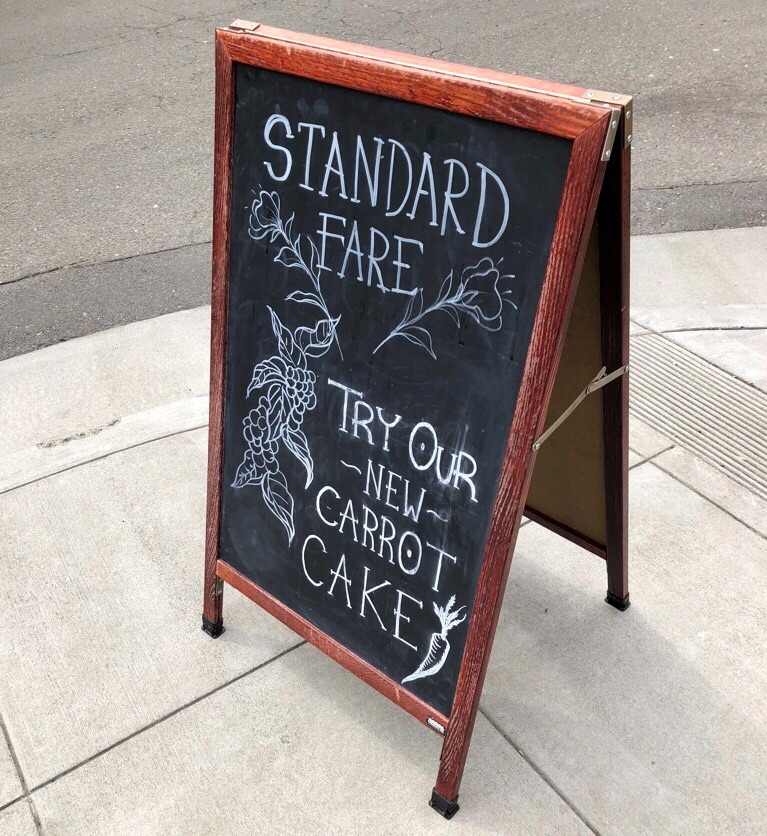 STANDARD
FARE
TRY OUR
~NEW~
CARROT
CAKE